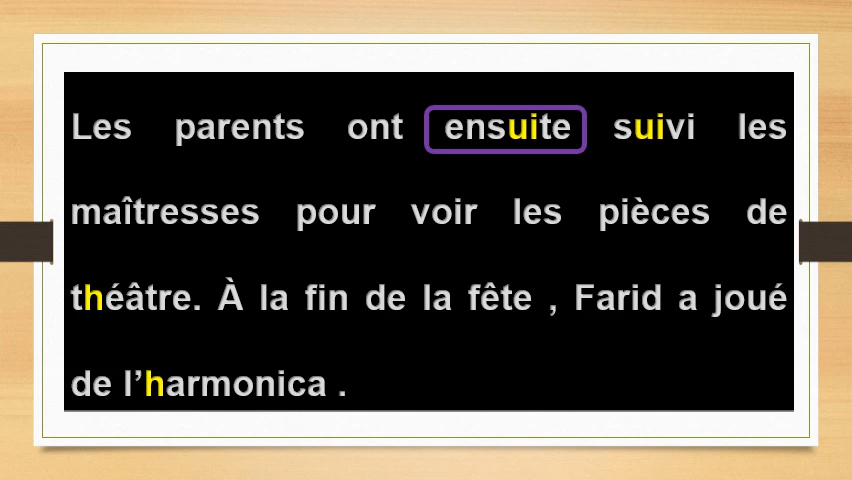 Les parents ont ensuite suivi les
maîtresses pour voir les pièces de
théâtre. À la fin de la fête , Farid a joué
de l’harmonica .